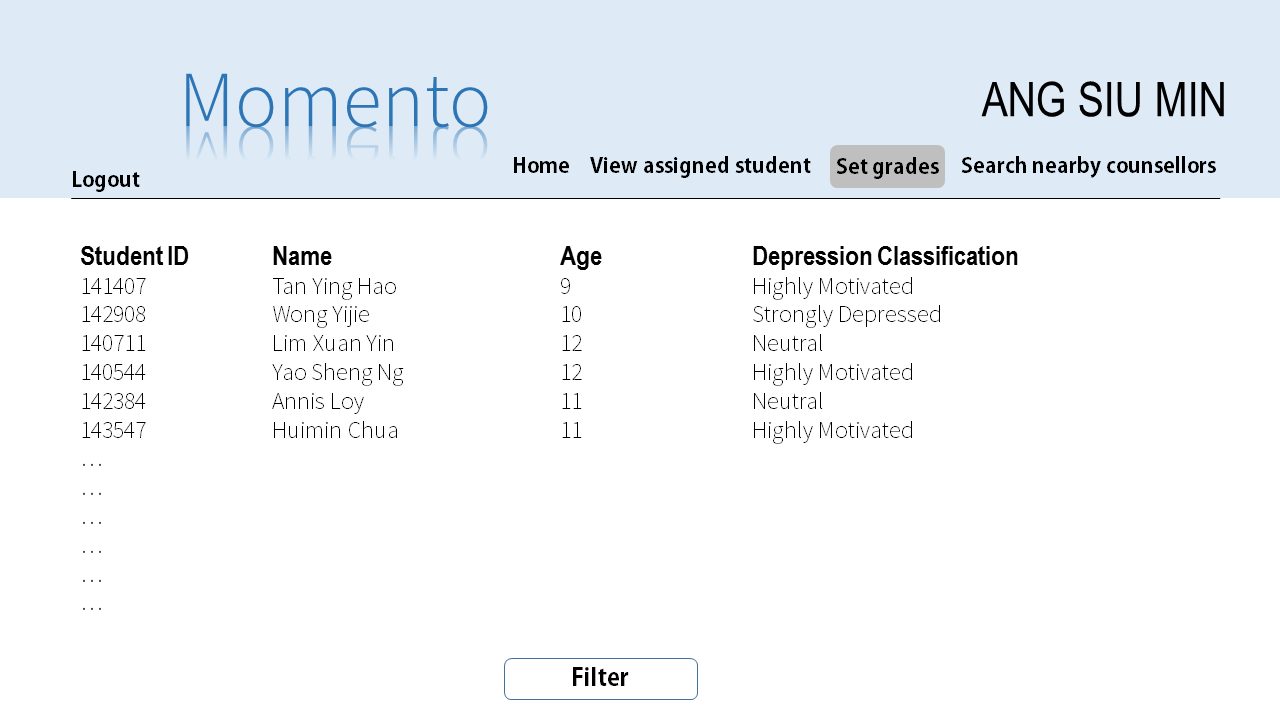 Momento
ANG SIU MIN
Logout
Home View assigned student Set grades Search nearby counsellors
Student ID Name Age Depression Classification
141407 Tan Ying Hao 9 Highly Motivated
142908 Wong Yijie 10 Strongly Depressed
140711 Lim Xuan Yin 12 Neutral
140544 Yao Sheng Ng 12 Highly Motivated
142384 Annis Loy 11 Neutral
143547 Huimin Chua 11 Highly Motivated
…
…
…
…
…
…
Filter